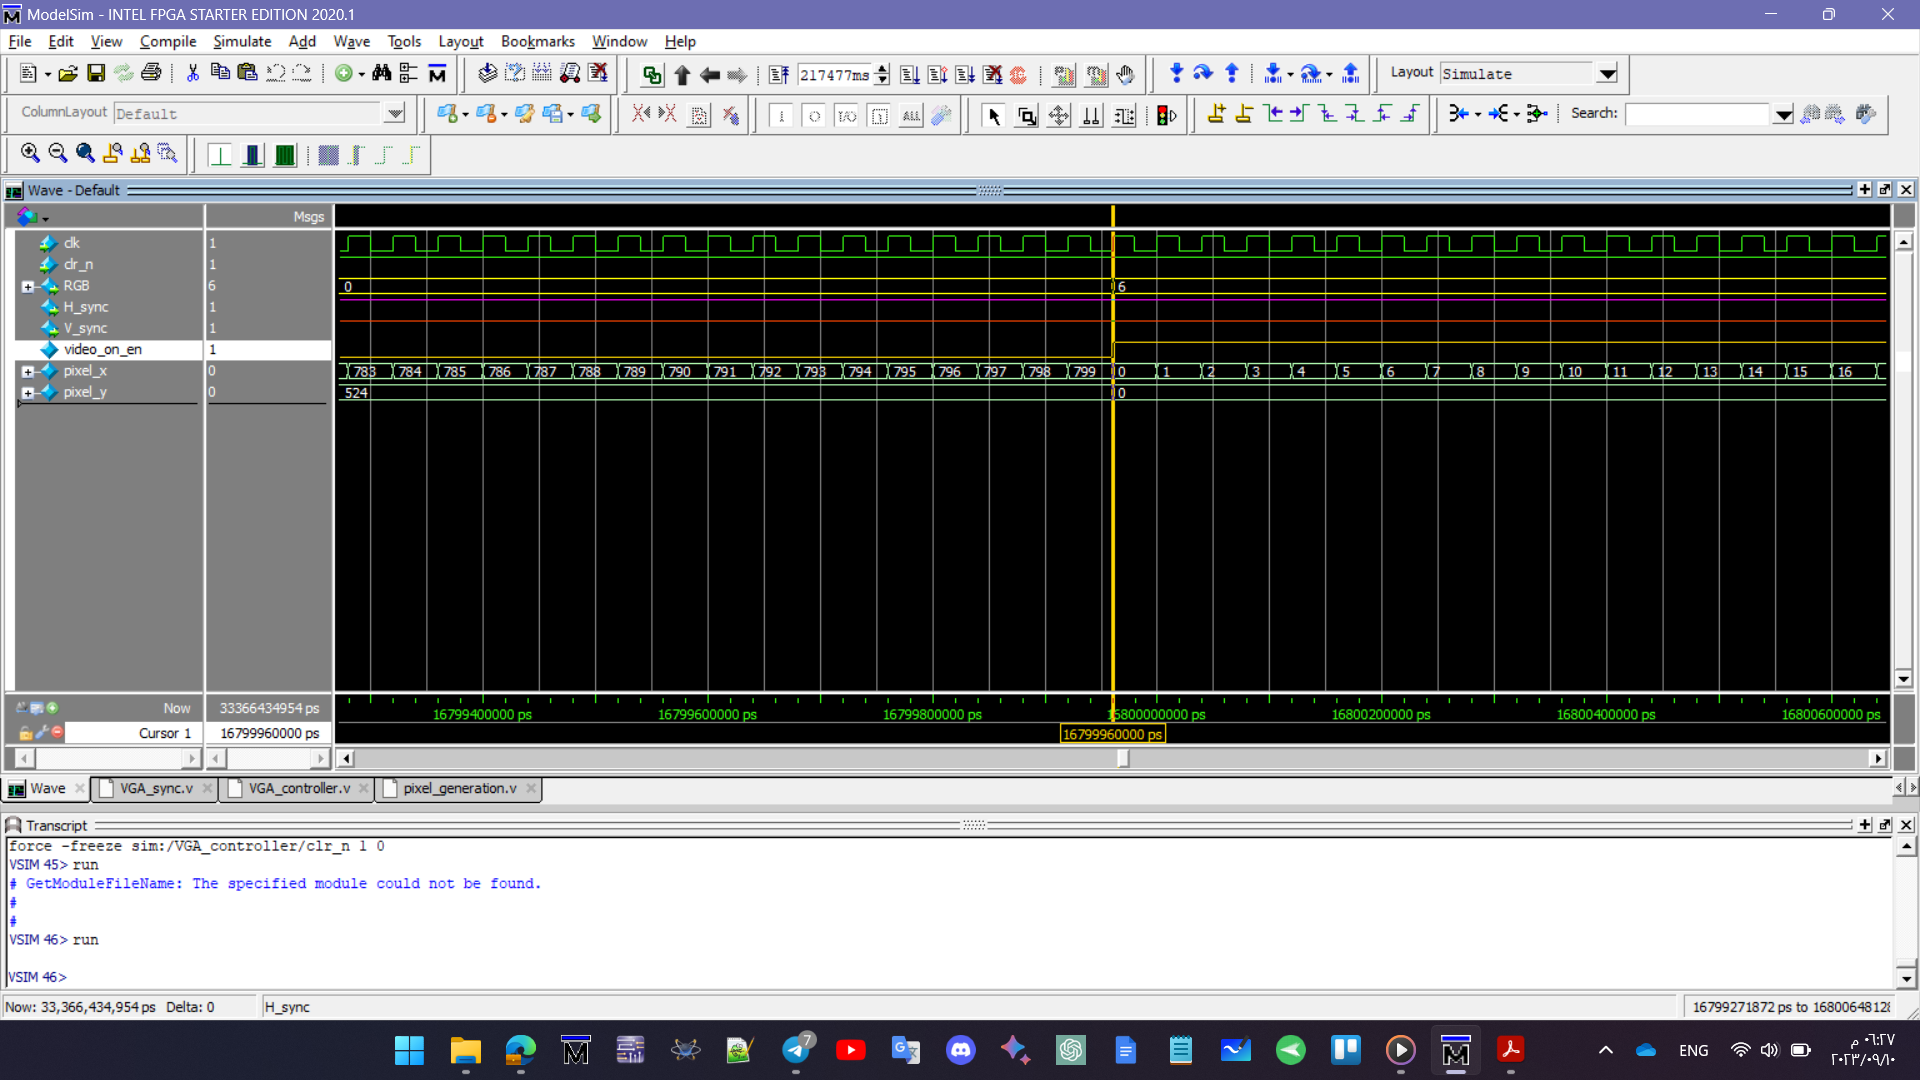 ModelSim - INTEL FPGA STARTER EDITION 2020.1
File Edit View Compile Simulate Add Wave Tools Layout Bookmarks Window Help
217477ms
Layout Simulate
ColumnLayout Default
Search:
Wave - Default
Msgs
clk 1
clr_n 1
RGB 6 0 6
H_sync 1
V_sync 1
video_on_en 1
pixel_x 0 783 784 785 786 787 788 789 790 791 792 793 794 795 796 797 798 799 0 1 2 3 4 5 6 7 8 9 10 11 12 13 14 15 16
pixel_y 0 524 0
Now 33366434954 ps 16799400000 ps 16799600000 ps 16799800000 ps 16800000000 ps 16800200000 ps 16800400000 ps 16800600000 ps
Cursor 1 16799960000 ps 16799960000 ps
Wave VGA_sync.v VGA_controller.v pixel_generation.v
Transcript
force -freeze sim:/VGA_controller/clr_n 1 0
VSIM 45> run
# GetModuleFileName: The specified module could not be found.
#
#
VSIM 46> run
VSIM 46>
Now: 33,366,434,954 ps Delta: 0 H_sync 16799271872 ps to 1680064812
7
ENG
٠٦:٢٧ م
٢٠٢٣/٠٩/١٠